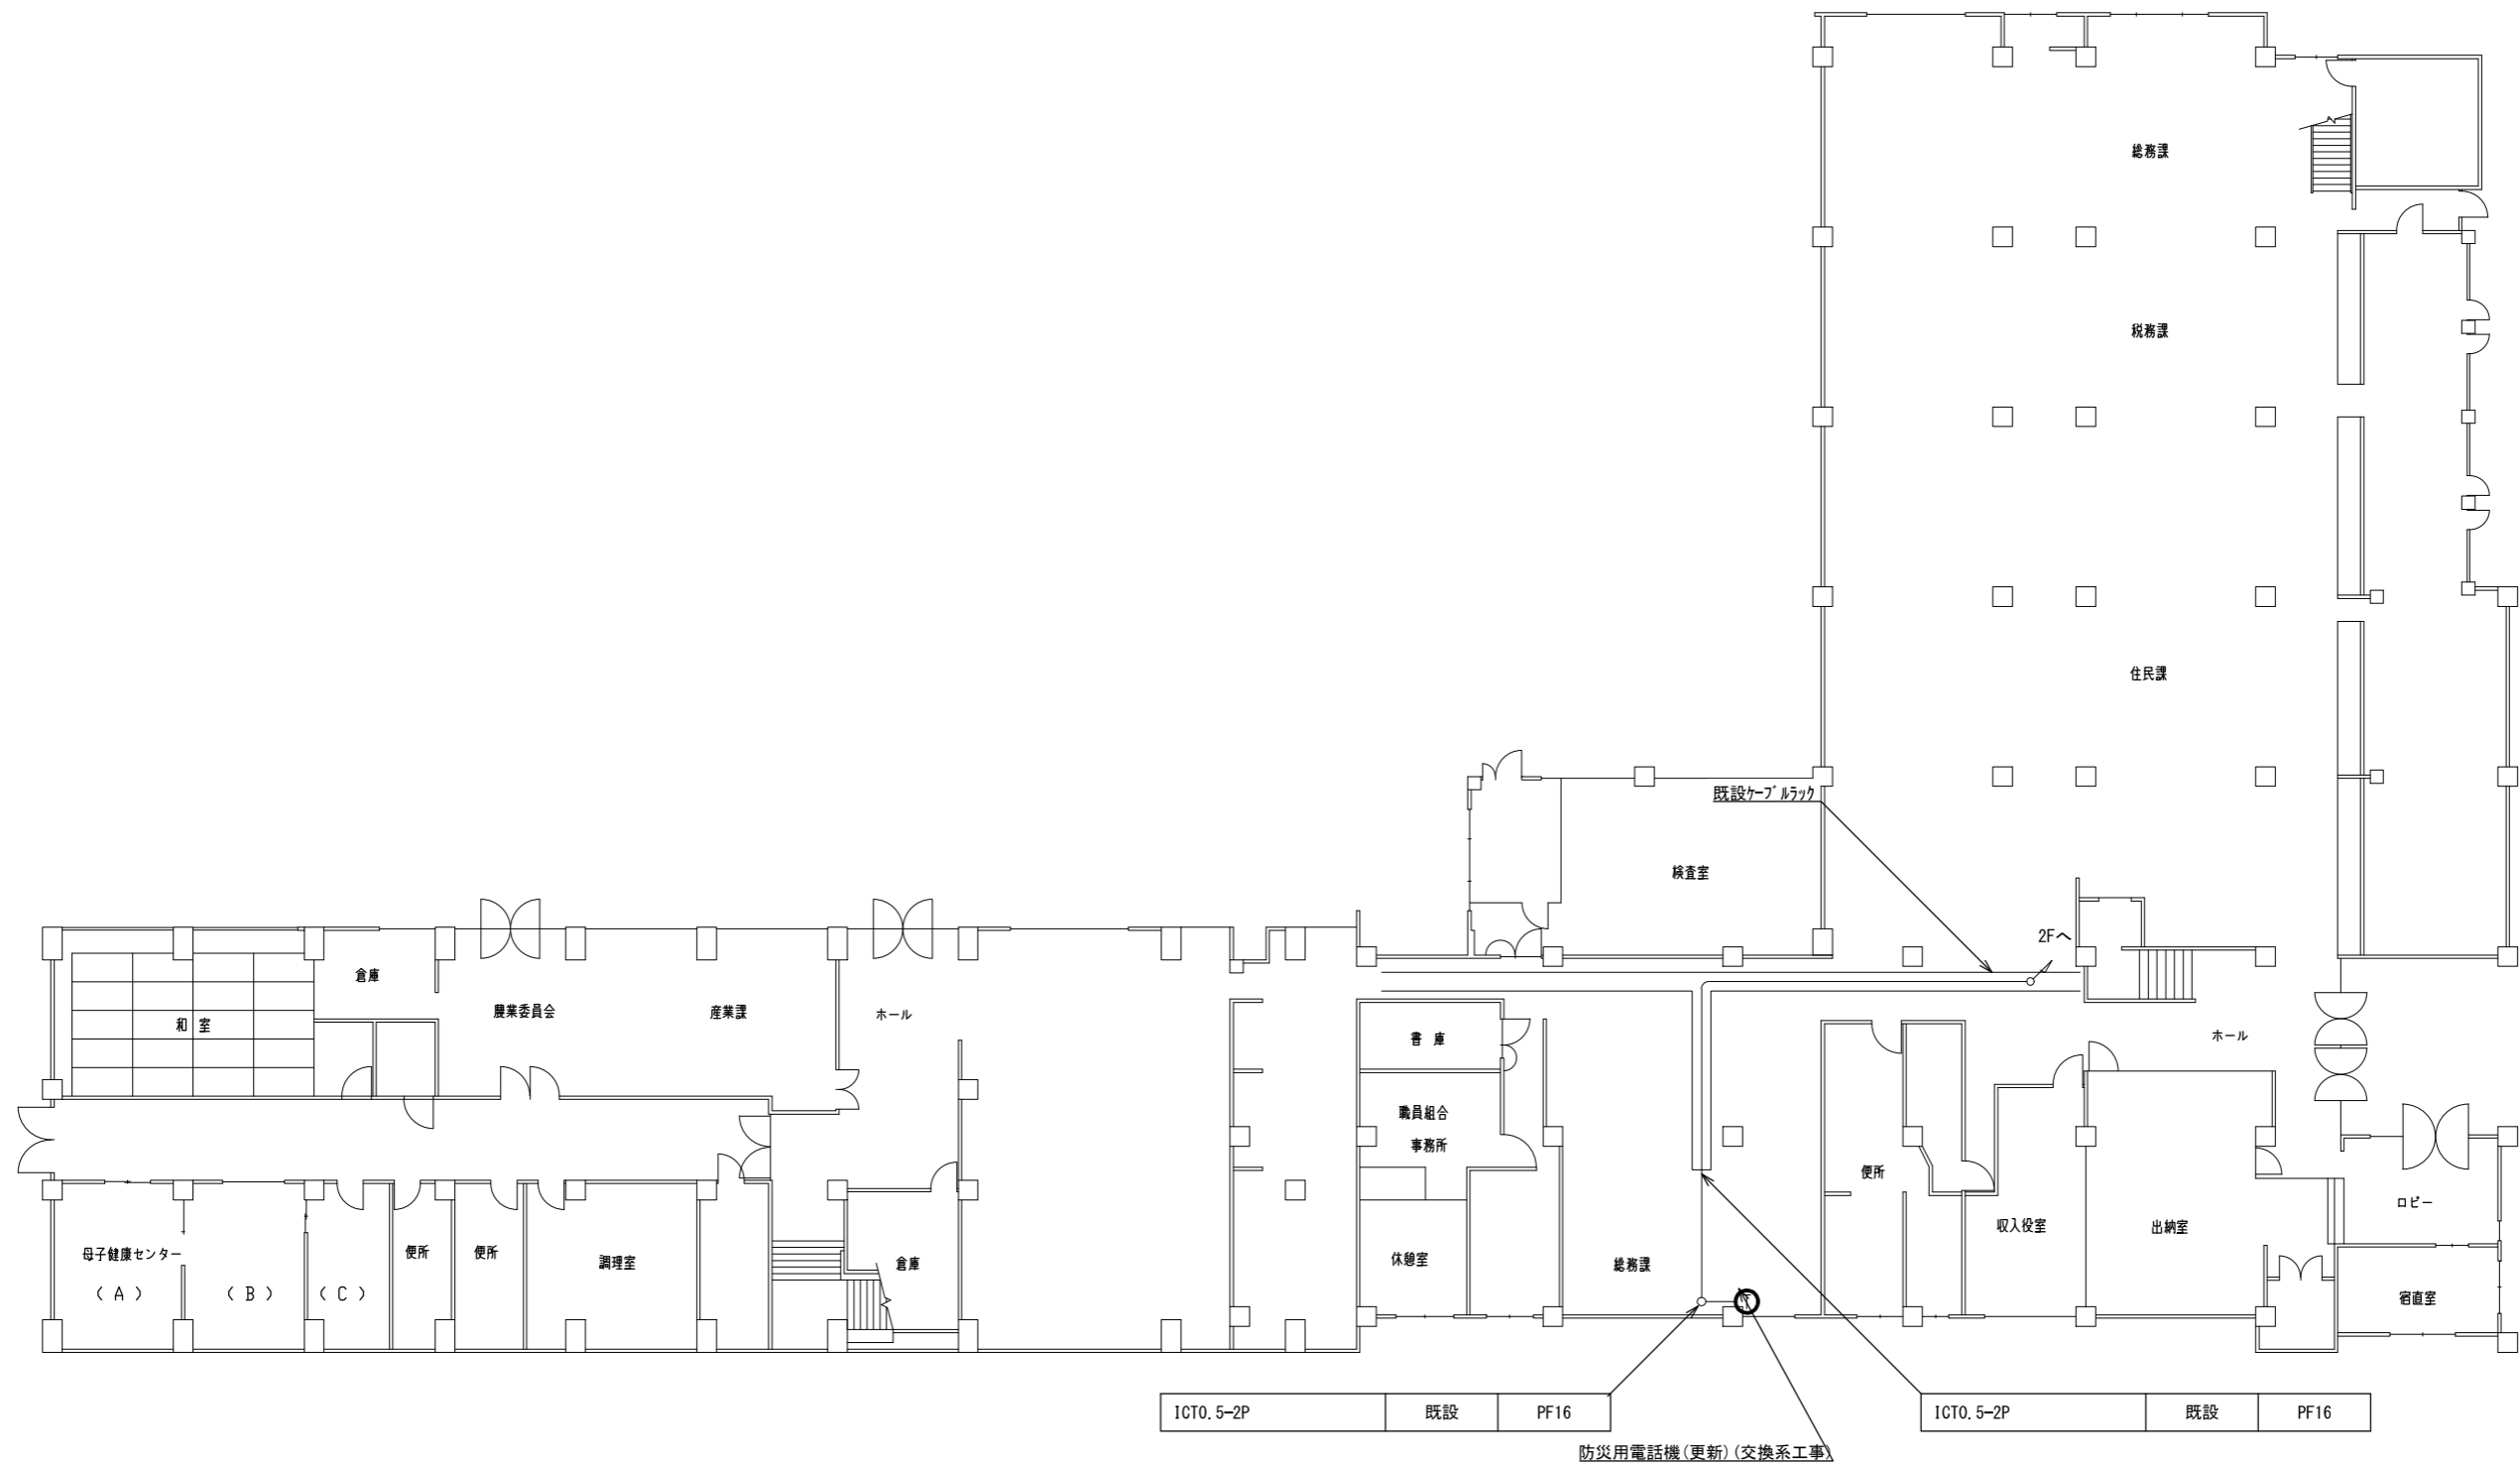 総務課
税務課
住民課
既設ｹｰﾌﾞﾙﾗｯｸ
検査室
2Fへ
倉庫
農業委員会
産業課
ホール
和 室
書 庫
ホール
職員組合
事務所
便所
ロビー
収入役室
出納室
母子健康センター
便所
便所
調理室
倉庫
休憩室
総務課
( A )
( B )
( C )
宿直室
T
ICT0.5-2P 既設 PF16
ICT0.5-2P 既設 PF16
防災用電話機(更新)(交換系工事)